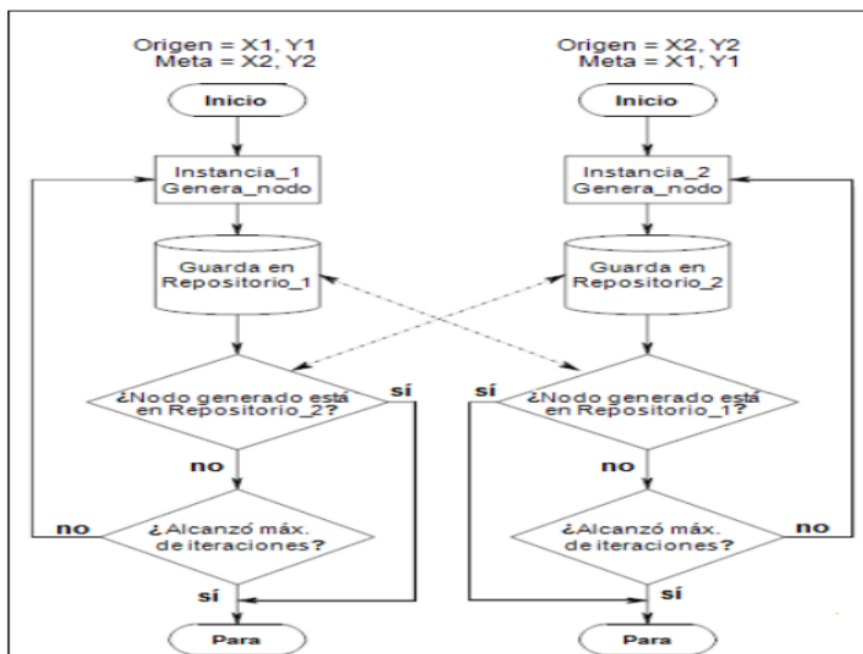 Origen = X1, Y1
Meta = X2, Y2
Inicio
Instancia_1
Genera_nodo
Guarda en
Repositorio_1
¿Nodo generado está
en Repositorio_2?
sí
no
¿Alcanzó máx.
de iteraciones?
no
sí
Para
Origen = X2, Y2
Meta = X1, Y1
Inicio
Instancia_2
Genera_nodo
Guarda en
Repositorio_2
sí
¿Nodo generado está
en Repositorio_1?
no
¿Alcanzó máx.
de iteraciones?
no
sí
Para